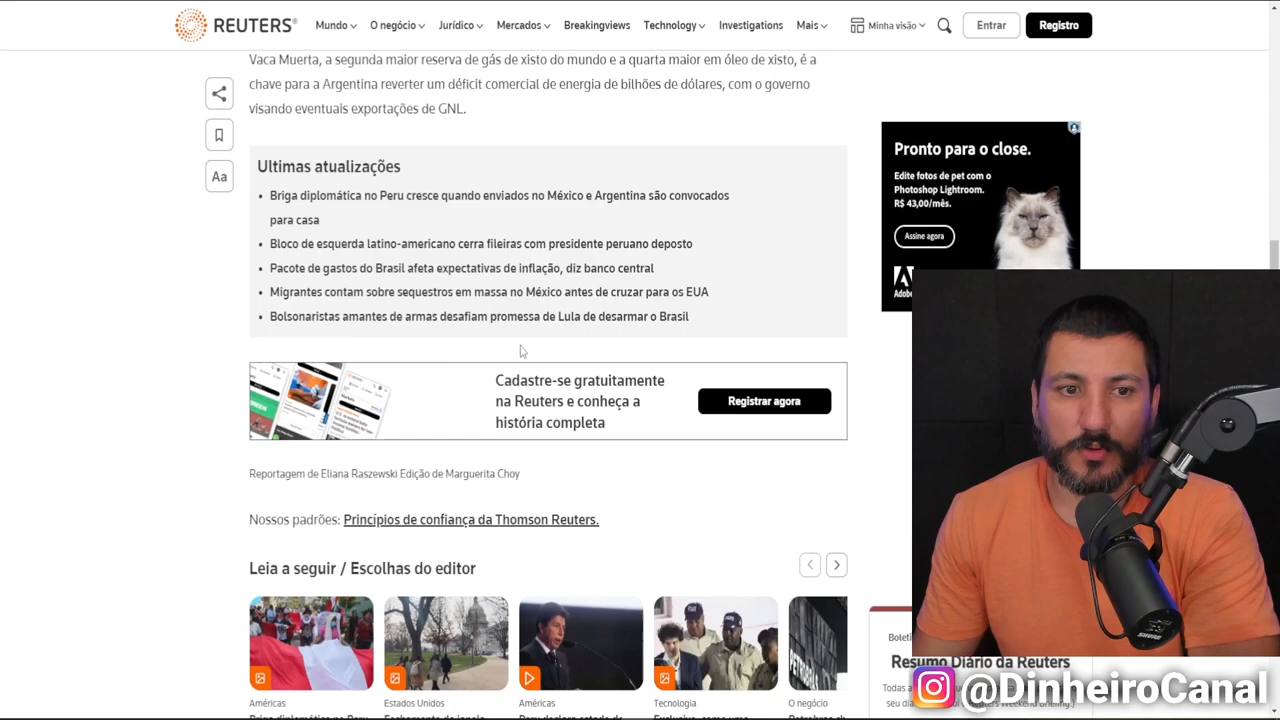 REUTERS®
Mundo
O negócio
Jurídico
Mercados
Breakingviews
Technology
Investigations
Mais
Minha visão
Entrar
Registro
Vaca Muerta, a segunda maior reserva de gás de xisto do mundo e a quarta maior em óleo de xisto, é a
chave para a Argentina reverter um déficit comercial de energia de bilhões de dólares, com o governo
visando eventuais exportações de GNL.
Aa
Ultimas atualizações
• Briga diplomática no Peru cresce quando enviados no México e Argentina são convocados
para casa
• Bloco de esquerda latino-americano cerra fileiras com presidente peruano deposto
• Pacote de gastos do Brasil afeta expectativas de inflação, diz banco central
• Migrantes contam sobre sequestros em massa no México antes de cruzar para os EUA
• Bolsonaristas amantes de armas desafiam promessa de Lula de desarmar o Brasil
Pronto para o close.
Edite fotos de pet com o
Photoshop Lightroom.
R$ 43,00/mês.
Assine agora
Adobe
Cadastre-se gratuitamente
na Reuters e conheça a
história completa
Registrar agora
Reportagem de Eliana Raszewski Edição de Marguerita Choy
Nossos padrões: Princípios de confiança da Thomson Reuters.
Leia a seguir / Escolhas do editor
Américas
Estados Unidos
Américas
Tecnologia
O negócio
Resumo Diário da Reuters
@DinheiroCanal